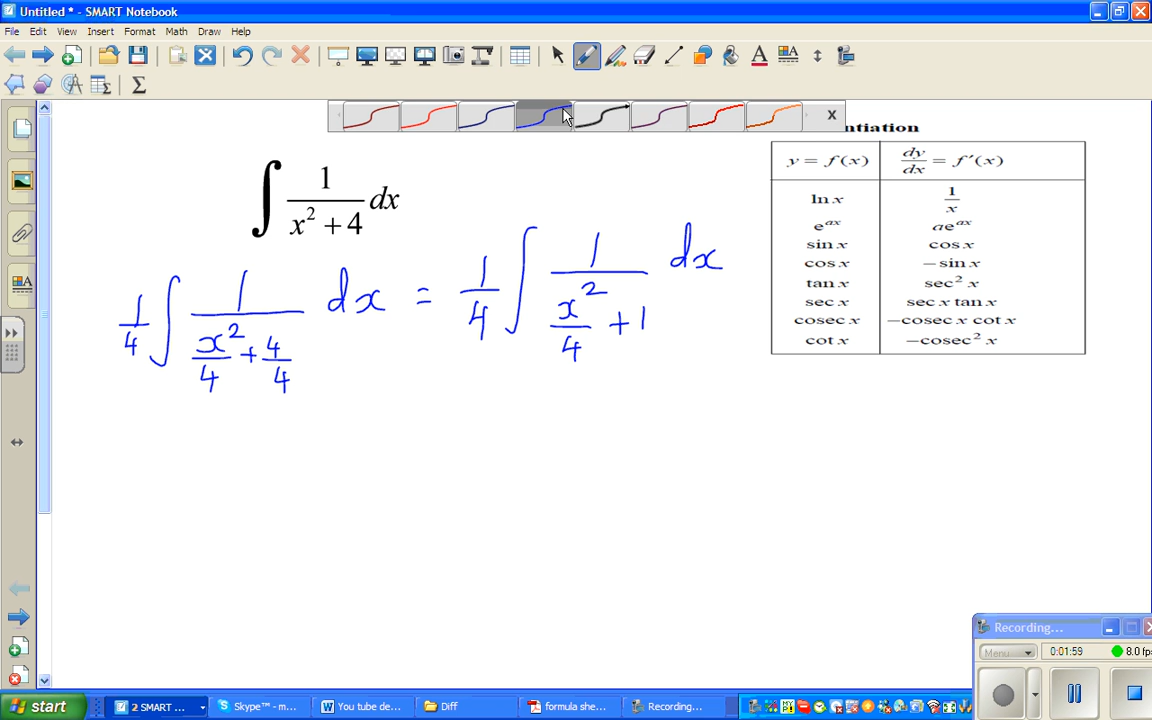 Untitled * - SMART Notebook
File Edit View Insert Format Math Draw Help
x
ntiation
y = f(x) dy/dx = f′(x)
ln x 1/x
e^{ax} ae^{ax}
sin x cos x
cos x − sin x
tan x sec² x
sec x sec x tan x
cosec x −cosec x cot x
cot x −cosec² x
∫ 1/(x² + 4) dx
1/4 ∫ 1/(x²/4 + 4/4) dx = 1/4 ∫ 1/(x²/4 + 1) dx
Recording...
Menu 0:01:59 8.0 fp
start 2 SMART ... Skype™ - m... You tube de... Diff formula she... Recording...